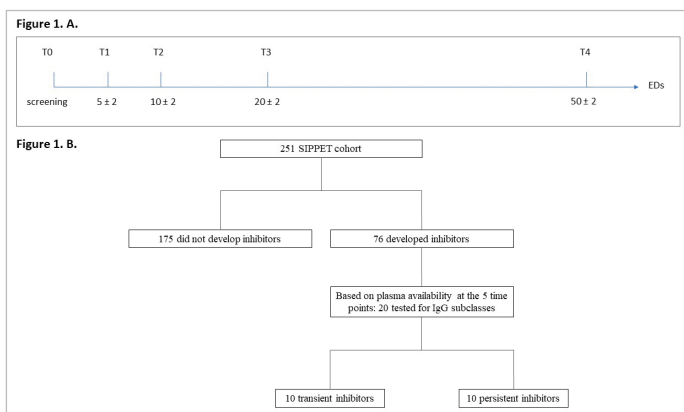 Figure 1. A.
T0 T1 T2 T3 T4
EDs
screening 5 ± 2 10 ± 2 20 ± 2 50 ± 2
Figure 1. B.
251 SIPPET cohort
175 did not develop inhibitors
76 developed inhibitors
Based on plasma availability at the 5 time
points: 20 tested for IgG subclasses
10 transient inhibitors
10 persistent inhibitors